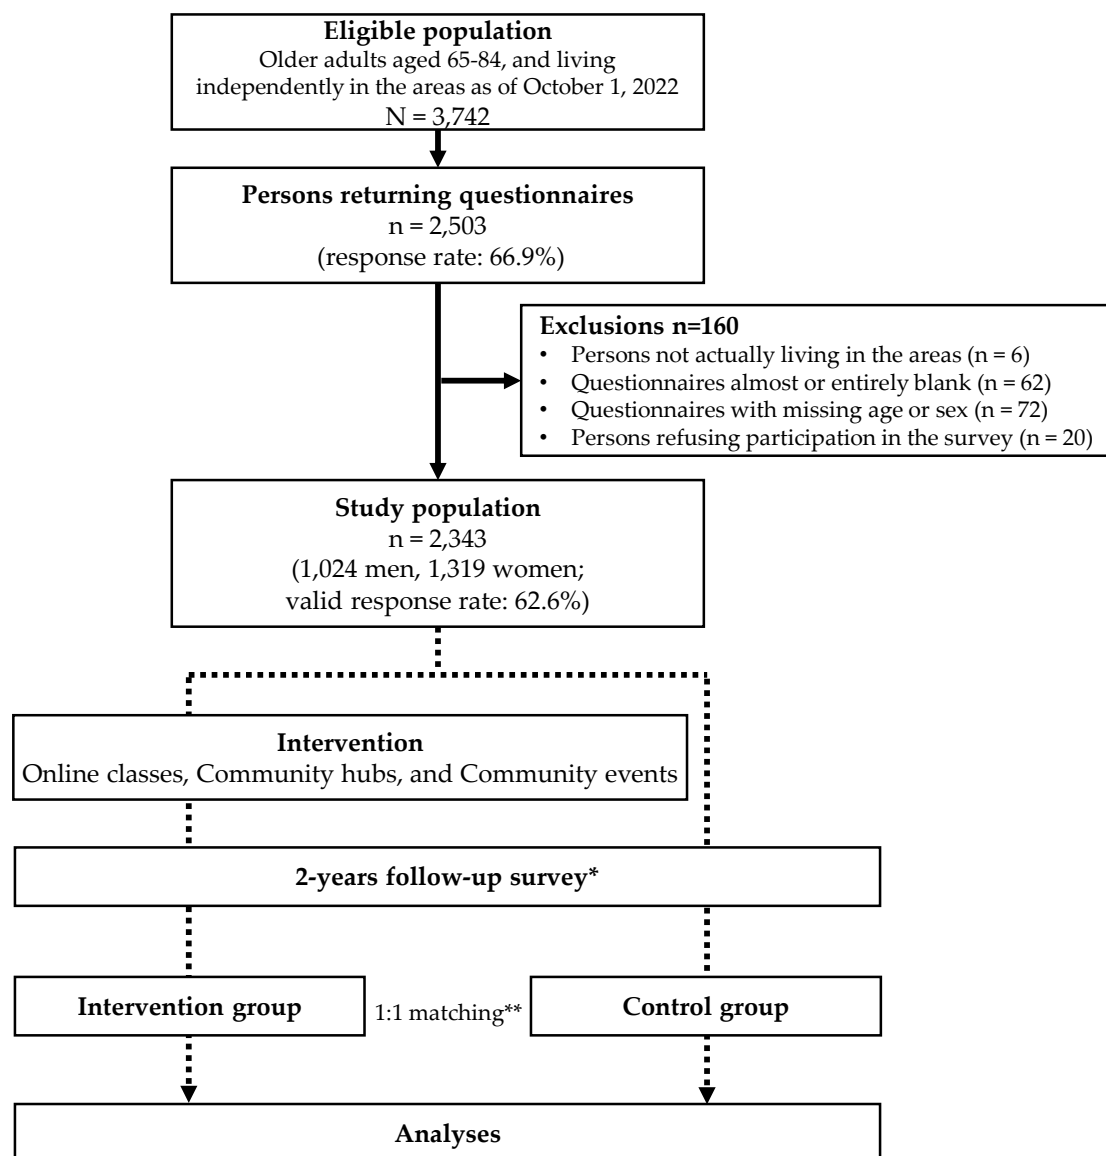 Eligible population
Older adults aged 65-84, and living
independently in the areas as of October 1, 2022
N = 3,742
Persons returning questionnaires
n = 2,503
(response rate: 66.9%)
Exclusions n=160
• Persons not actually living in the areas (n = 6)
• Questionnaires almost or entirely blank (n = 62)
• Questionnaires with missing age or sex (n = 72)
• Persons refusing participation in the survey (n = 20)
Study population
n = 2,343
(1,024 men, 1,319 women;
valid response rate: 62.6%)
Intervention
Online classes, Community hubs, and Community events
2-years follow-up survey*
Intervention group
1:1 matching**
Control group
Analyses